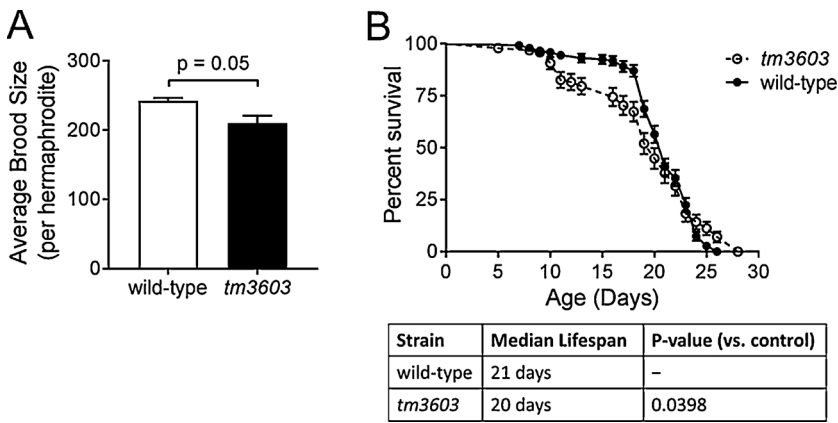 A
Average Brood Size
(per hermaphrodite)
300
200
100
0
p = 0.05
wild-type
tm3603
B
Percent survival
100
75
50
25
0
0 5 10 15 20 25 30
Age (Days)
tm3603
wild-type
Strain Median Lifespan P-value (vs. control)
wild-type 21 days –
tm3603 20 days 0.0398